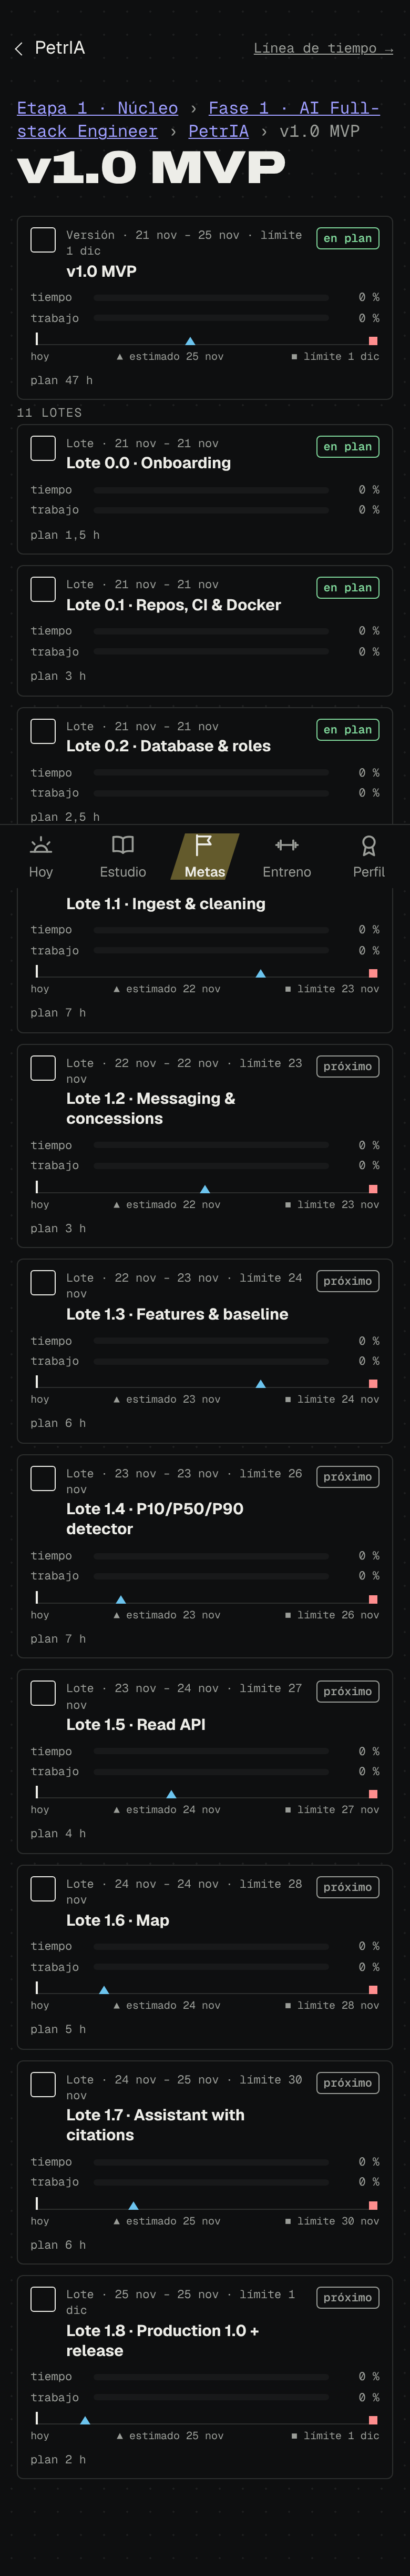 PetrIA
Línea de tiempo →
Etapa 1 · Núcleo › Fase 1 · AI Full-
stack Engineer › PetrIA › v1.0 MVP
v1.0 MVP
Versión · 21 nov – 25 nov · límite
1 dic
en plan
v1.0 MVP
tiempo 0 %
trabajo 0 %
hoy ▲ estimado 25 nov ■ límite 1 dic
plan 47 h
11 LOTES
Lote · 21 nov – 21 nov
en plan
Lote 0.0 · Onboarding
tiempo 0 %
trabajo 0 %
plan 1,5 h
Lote · 21 nov – 21 nov
en plan
Lote 0.1 · Repos, CI & Docker
tiempo 0 %
trabajo 0 %
plan 3 h
Lote · 21 nov – 21 nov
en plan
Lote 0.2 · Database & roles
tiempo 0 %
trabajo 0 %
plan 2,5 h
Hoy Estudio Metas Entreno Perfil
Lote 1.1 · Ingest & cleaning
tiempo 0 %
trabajo 0 %
hoy ▲ estimado 22 nov ■ límite 23 nov
plan 7 h
Lote · 22 nov – 22 nov · límite 23
nov
próximo
Lote 1.2 · Messaging &
concessions
tiempo 0 %
trabajo 0 %
hoy ▲ estimado 22 nov ■ límite 23 nov
plan 3 h
Lote · 22 nov – 23 nov · límite 24
nov
próximo
Lote 1.3 · Features & baseline
tiempo 0 %
trabajo 0 %
hoy ▲ estimado 23 nov ■ límite 24 nov
plan 6 h
Lote · 23 nov – 23 nov · límite 26
nov
próximo
Lote 1.4 · P10/P50/P90
detector
tiempo 0 %
trabajo 0 %
hoy ▲ estimado 23 nov ■ límite 26 nov
plan 7 h
Lote · 23 nov – 24 nov · límite 27
nov
próximo
Lote 1.5 · Read API
tiempo 0 %
trabajo 0 %
hoy ▲ estimado 24 nov ■ límite 27 nov
plan 4 h
Lote · 24 nov – 24 nov · límite 28
nov
próximo
Lote 1.6 · Map
tiempo 0 %
trabajo 0 %
hoy ▲ estimado 24 nov ■ límite 28 nov
plan 5 h
Lote · 24 nov – 25 nov · límite 30
nov
próximo
Lote 1.7 · Assistant with
citations
tiempo 0 %
trabajo 0 %
hoy ▲ estimado 25 nov ■ límite 30 nov
plan 6 h
Lote · 25 nov – 25 nov · límite 1
dic
próximo
Lote 1.8 · Production 1.0 +
release
tiempo 0 %
trabajo 0 %
hoy ▲ estimado 25 nov ■ límite 1 dic
plan 2 h